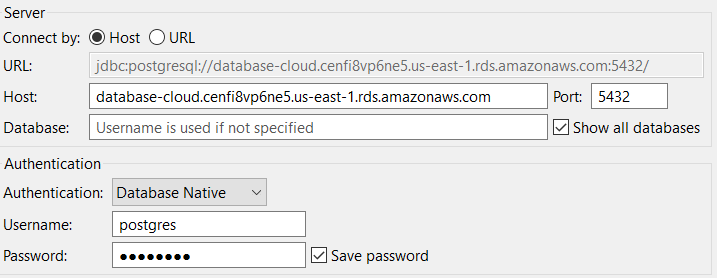 Server
Connect by: Host URL
URL: jdbc:postgresql://database-cloud.cenfi8vp6ne5.us-east-1.rds.amazonaws.com:5432/
Host: database-cloud.cenfi8vp6ne5.us-east-1.rds.amazonaws.com Port: 5432
Database: Username is used if not specified Show all databases
Authentication
Authentication: Database Native
Username: postgres
Password: ●●●●●●●● Save password